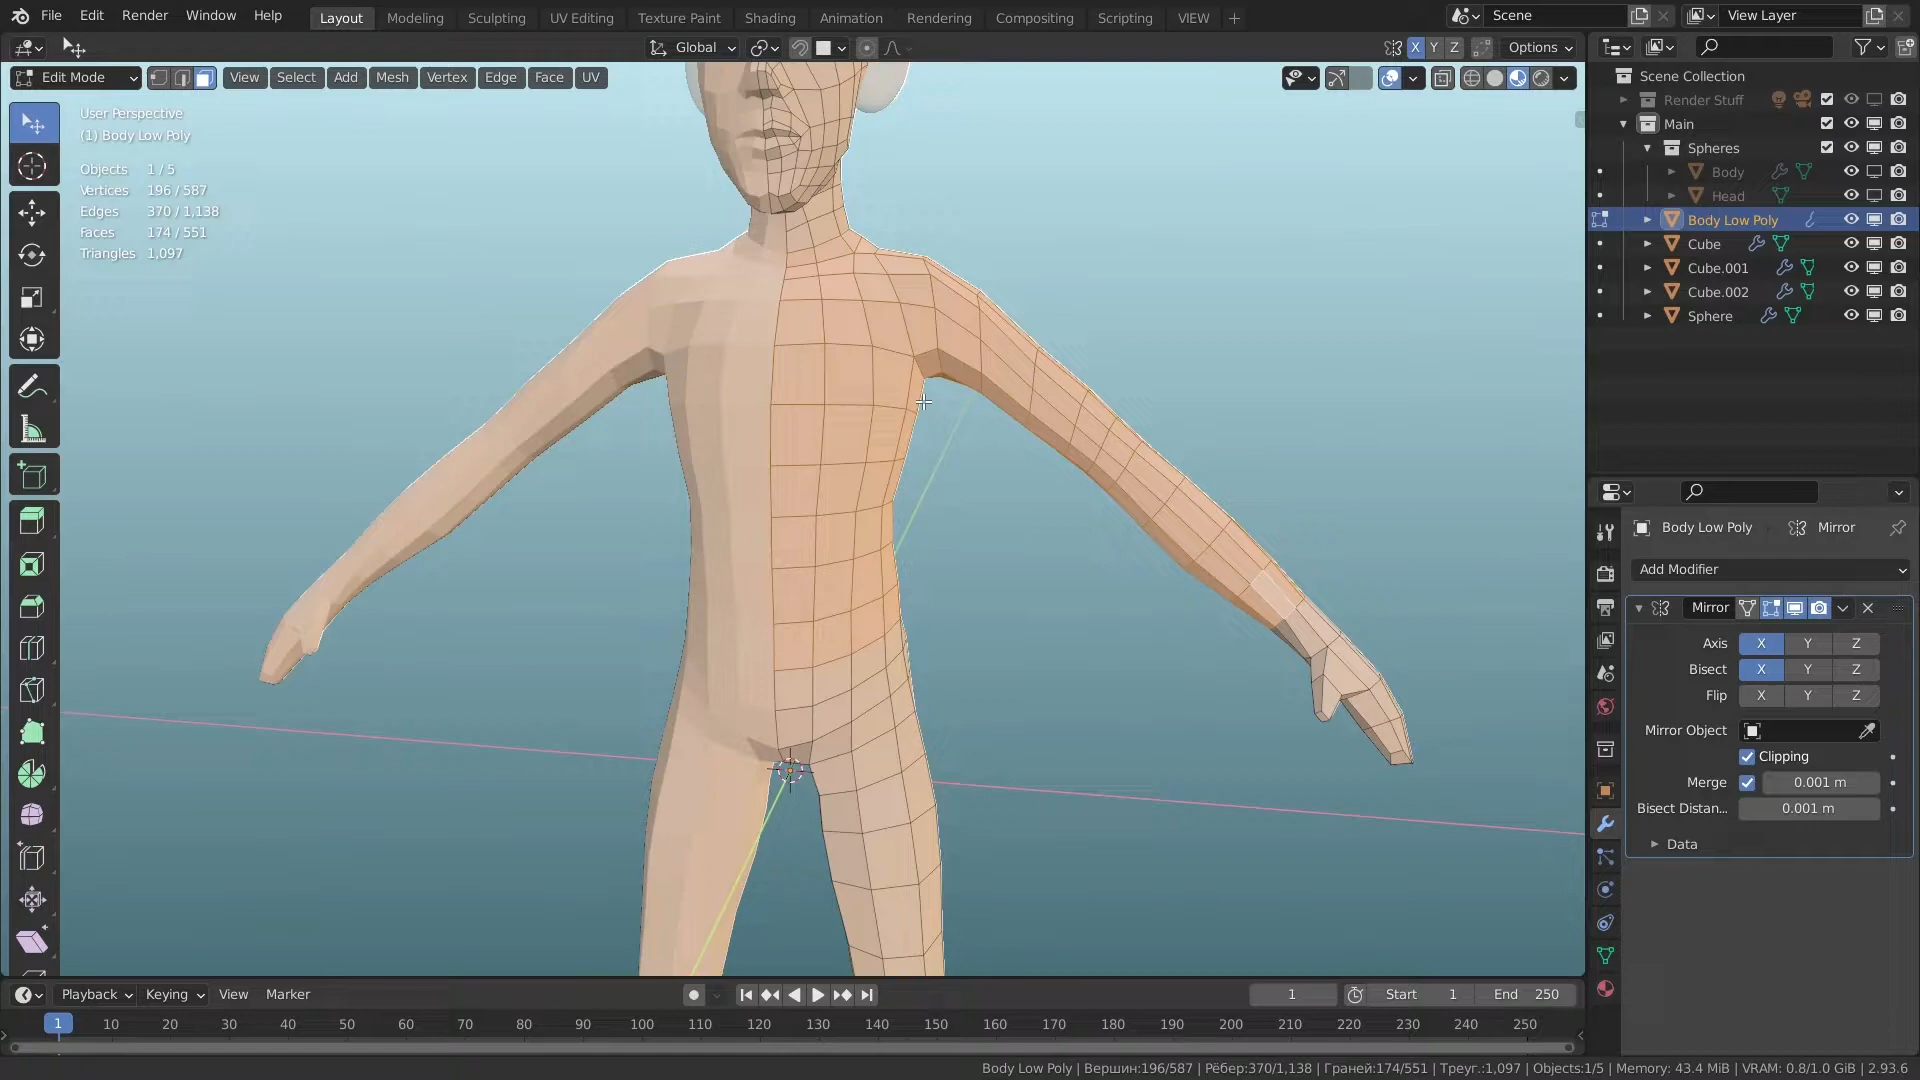 File Edit Render Window Help Layout Modeling Sculpting UV Editing Texture Paint Shading Animation Rendering Compositing Scripting VIEW + Scene View Layer
Global X Y Z Options
Edit Mode View Select Add Mesh Vertex Edge Face UV
User Perspective
(1) Body Low Poly
Objects 1 / 5
Vertices 196 / 587
Edges 370 / 1,138
Faces 174 / 551
Triangles 1,097
Scene Collection
Render Stuff
Main
Spheres
Body
Head
Body Low Poly
Cube
Cube.001
Cube.002
Sphere
Body Low Poly Mirror
Add Modifier
Mirror
Axis X Y Z
Bisect X Y Z
Flip X Y Z
Mirror Object
Clipping
Merge 0.001 m
Bisect Distan... 0.001 m
Data
Playback Keying View Marker 1 Start 1 End 250
1 10 20 30 40 50 60 70 80 90 100 110 120 130 140 150 160 170 180 190 200 210 220 230 240 250
Body Low Poly | Вершин:196/587 | Рёбер:370/1,138 | Граней:174/551 | Треуг.:1,097 | Objects:1/5 | Memory: 43.4 MiB | VRAM: 0.8/1.0 GiB | 2.93.6